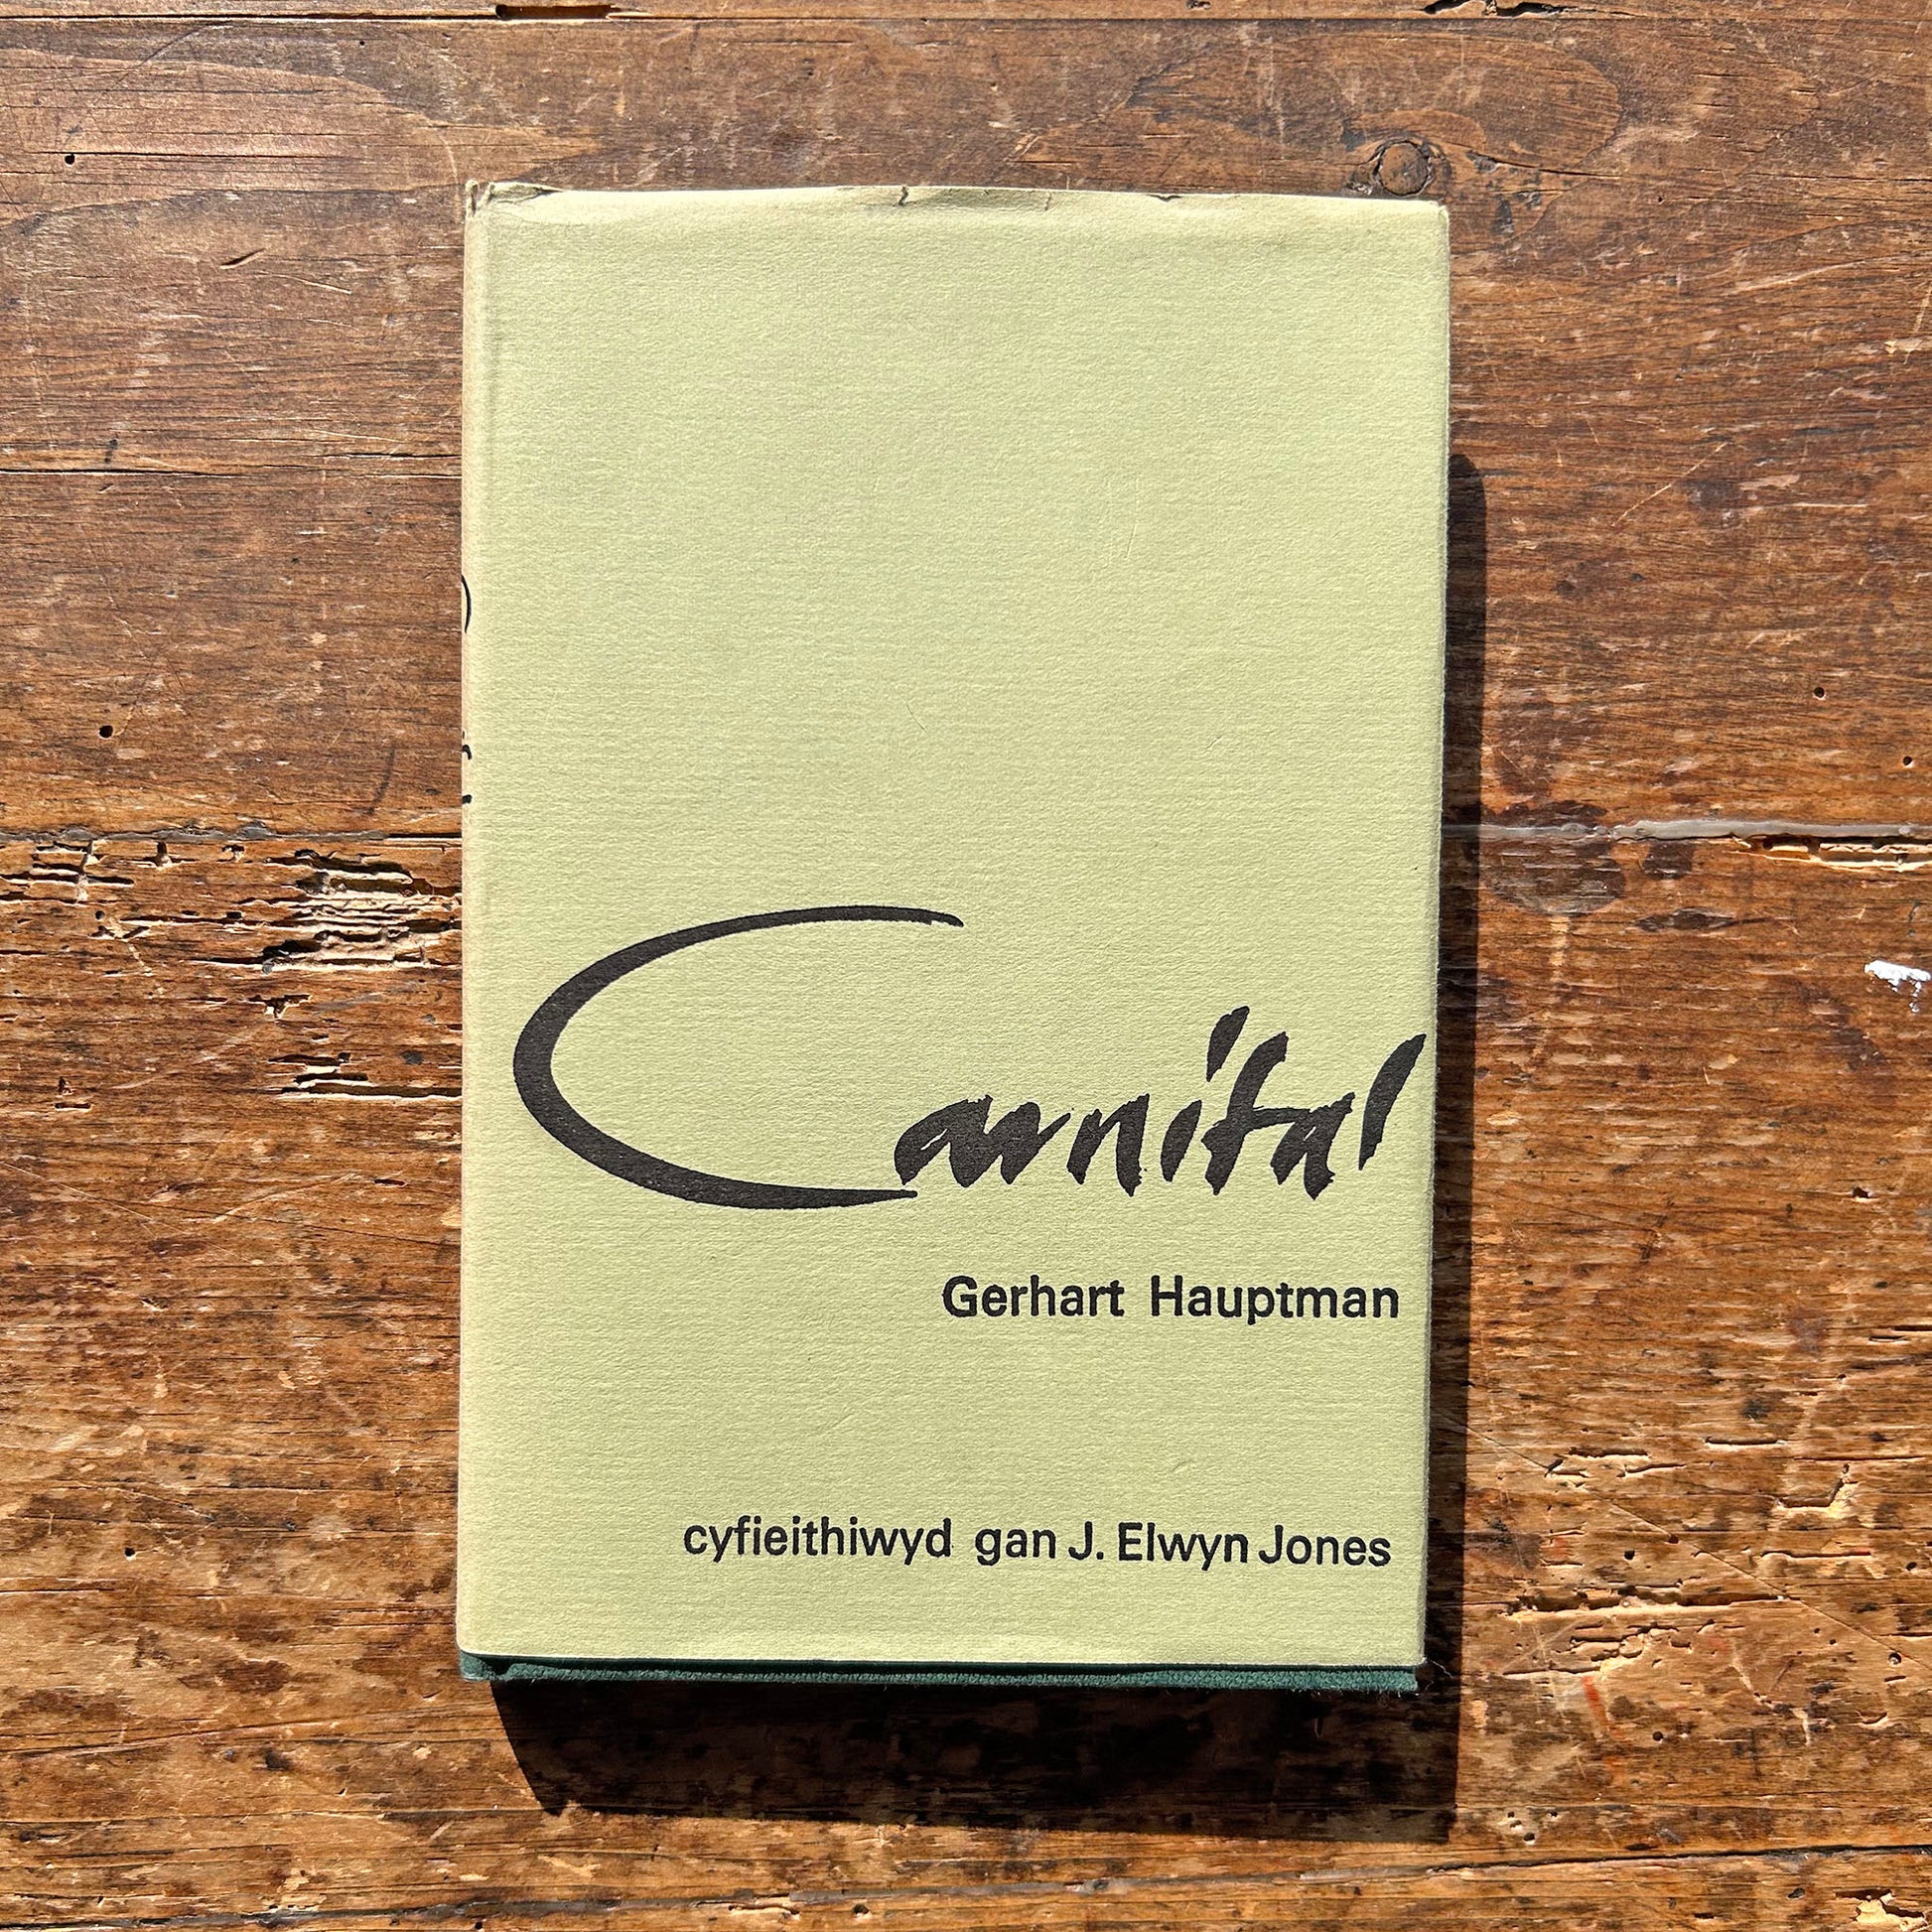 Carnifal
Gerhart Hauptman
cyfieithiwyd gan J. Elwyn Jones